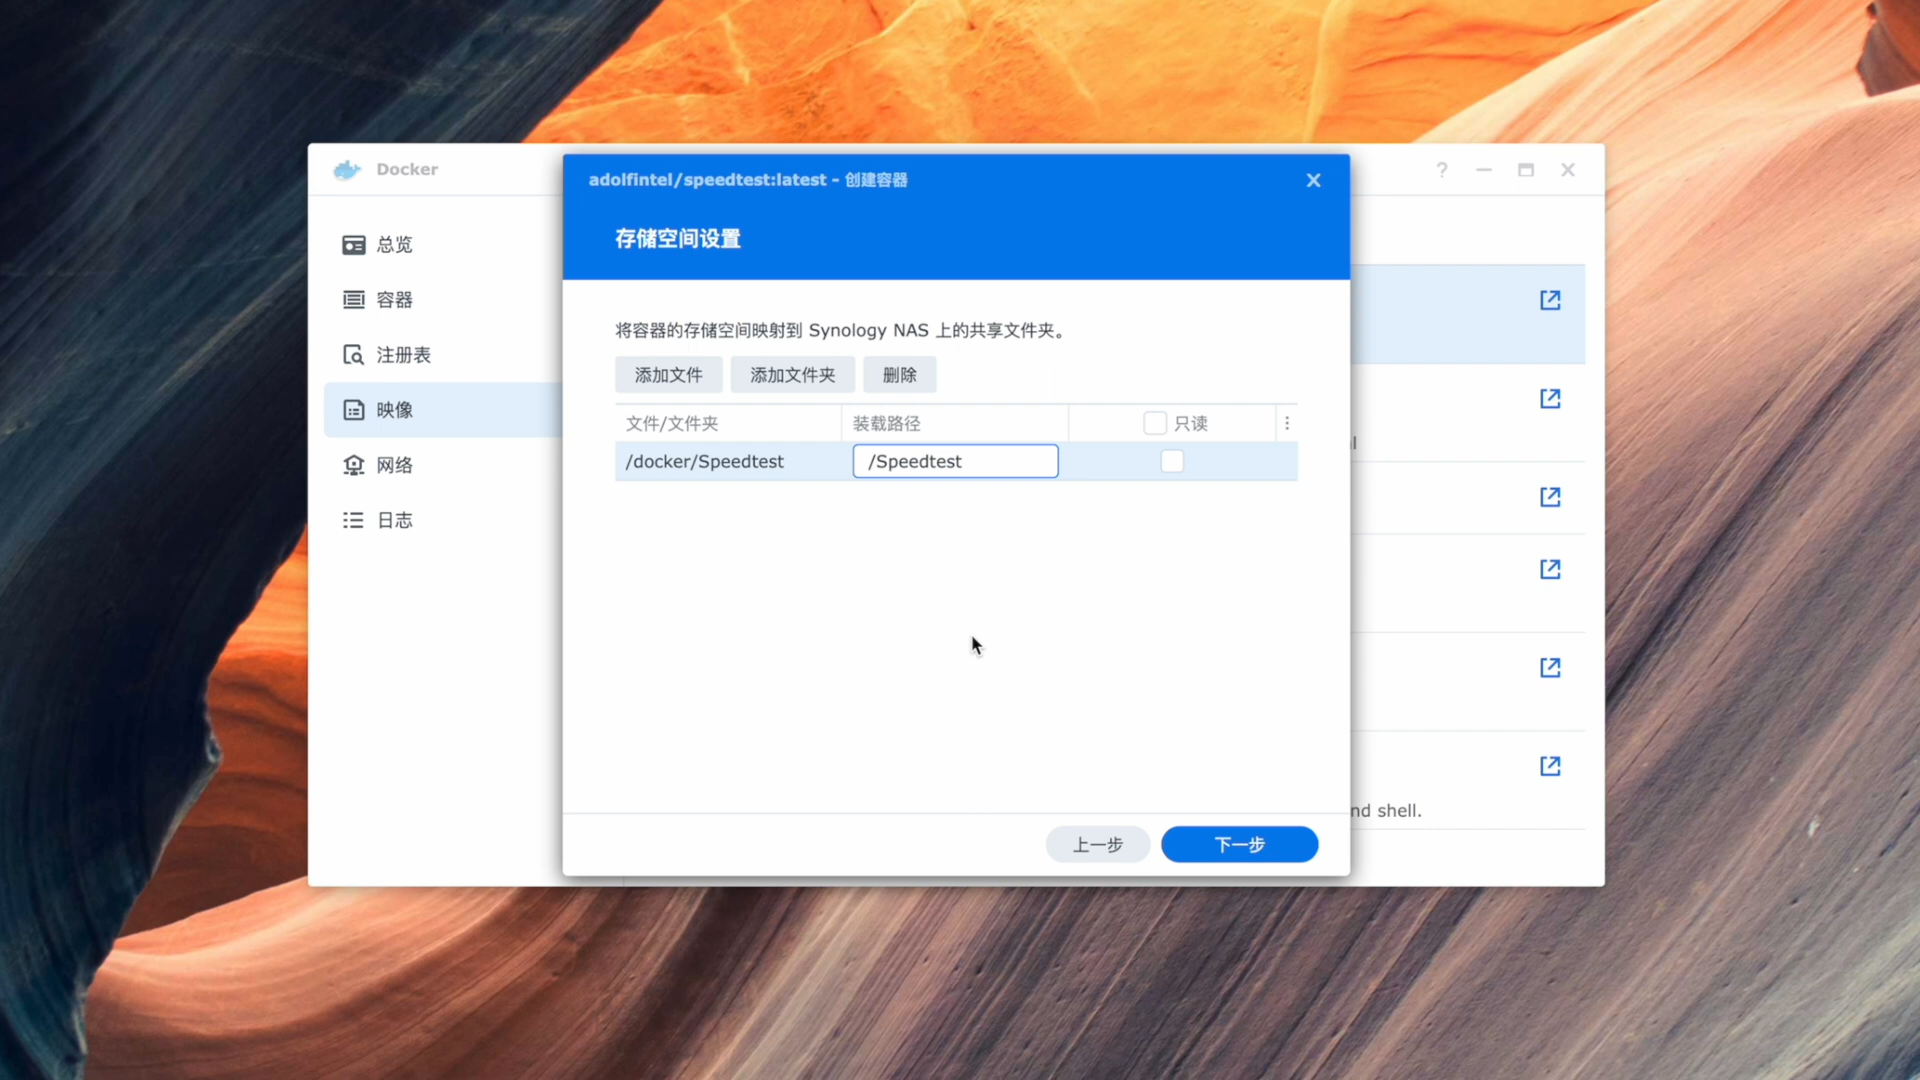 Docker
adolfintel/speedtest:latest - 创建容器
?
存储空间设置
总览
容器
注册表
映像
网络
日志
将容器的存储空间映射到 Synology NAS 上的共享文件夹。
添加文件 添加文件夹 删除
文件/文件夹 装载路径 只读
/docker/Speedtest /Speedtest
nd shell.
上一步 下一步